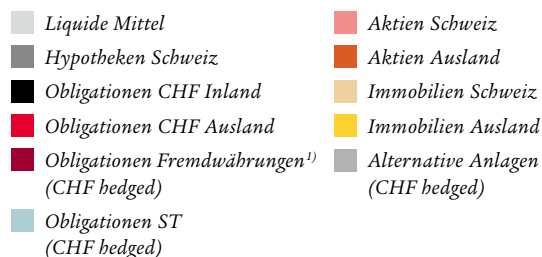 Liquide Mittel
Hypotheken Schweiz
Obligationen CHF Inland
Obligationen CHF Ausland
Obligationen Fremdwährungen1)
(CHF hedged)
Obligationen ST
(CHF hedged)
Aktien Schweiz
Aktien Ausland
Immobilien Schweiz
Immobilien Ausland
Alternative Anlagen
(CHF hedged)